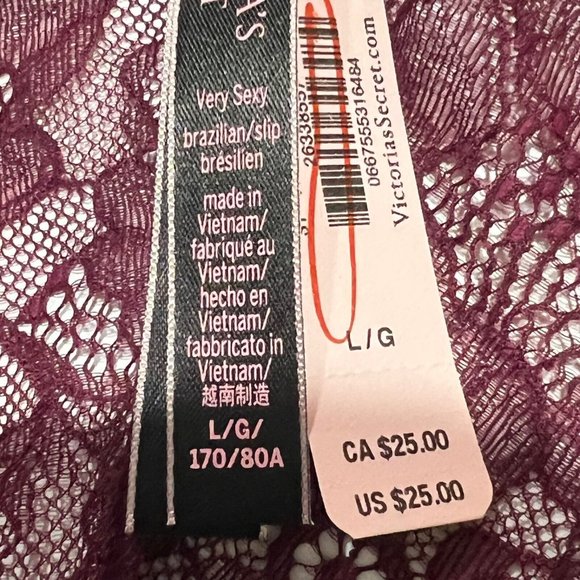 A's
Very Sexy
brazilian/slip
brésilien
made in
Vietnam/
fabriqué au
Vietnam/
hecho en
Vietnam/
fabbricato in
Vietnam/
越南制造
L/G/
170/80A
26338957
0667555316484
VictoriasSecret.com
L/G
CA $25.00
US $25.00